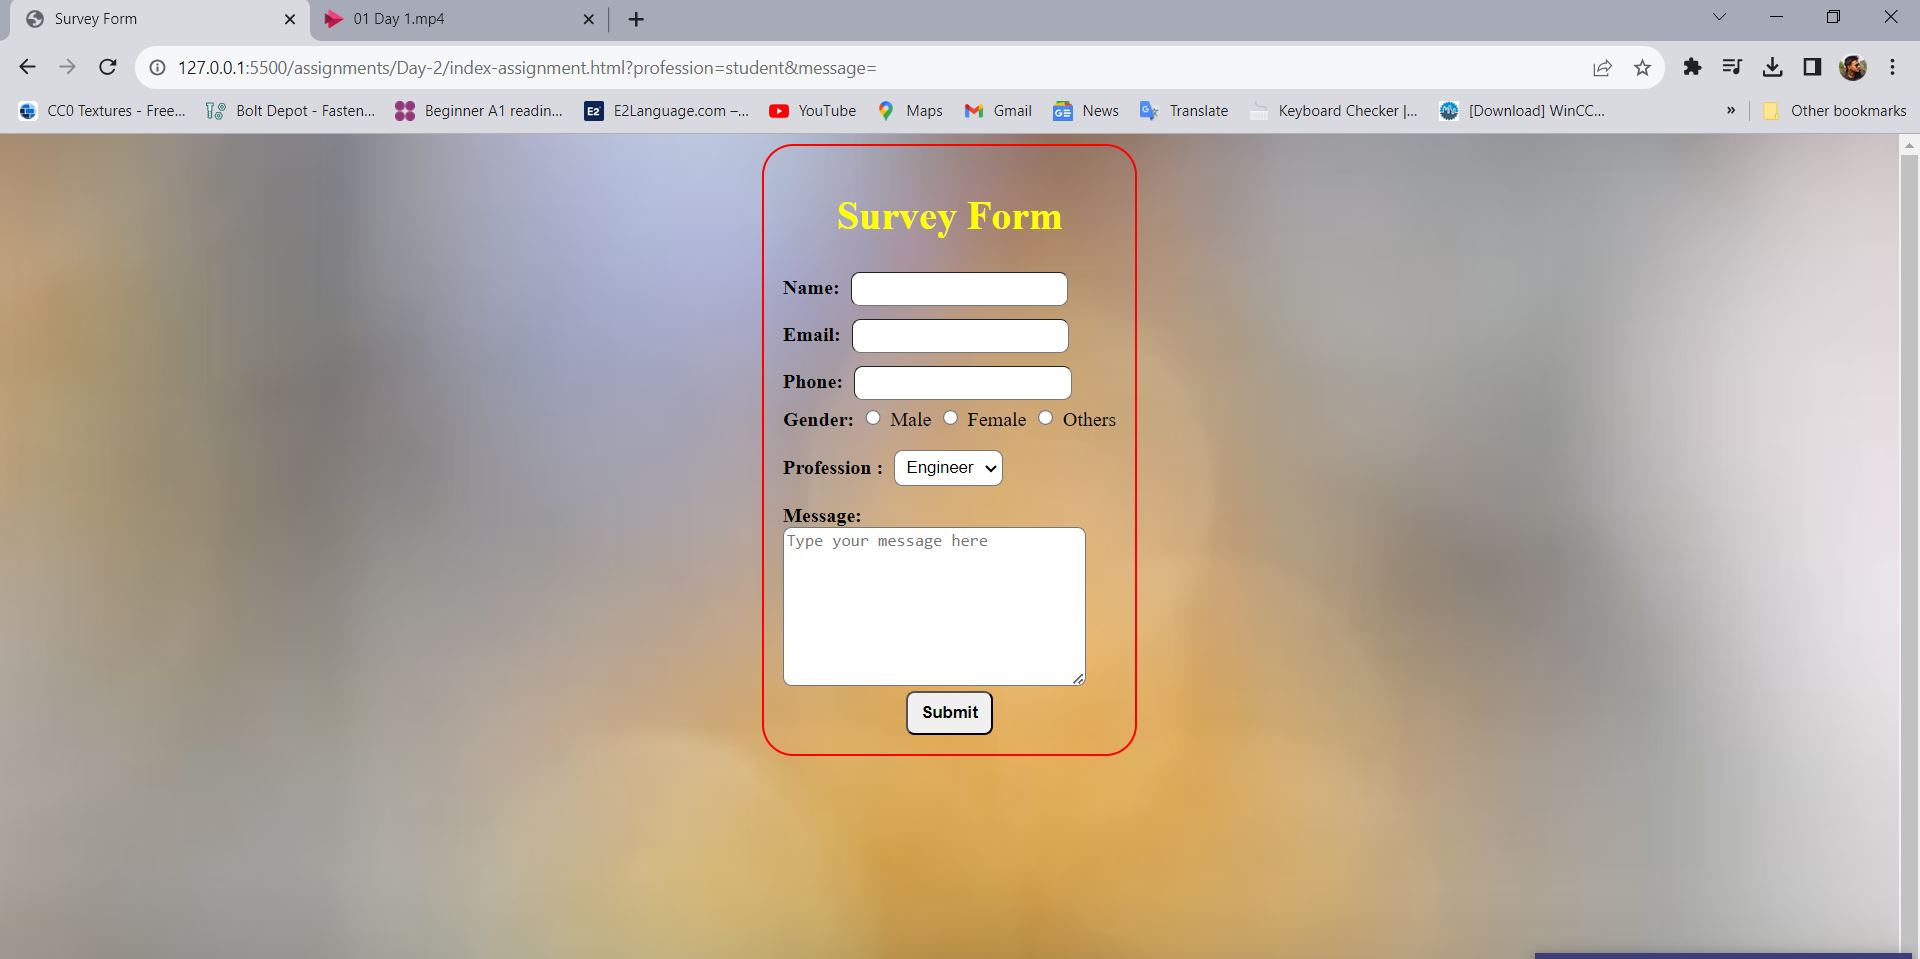 Survey Form
01 Day 1.mp4
127.0.0.1:5500/assignments/Day-2/index-assignment.html?profession=student&message=
CC0 Textures - Free...
Bolt Depot - Fasten...
Beginner A1 readin...
E2
E2Language.com –...
YouTube
Maps
Gmail
News
Translate
Keyboard Checker |...
[Download] WinCC...
»
Other bookmarks
Survey Form
Name:
Email:
Phone:
Gender: Male Female Others
Profession : Engineer
Message:
Type your message here
Submit